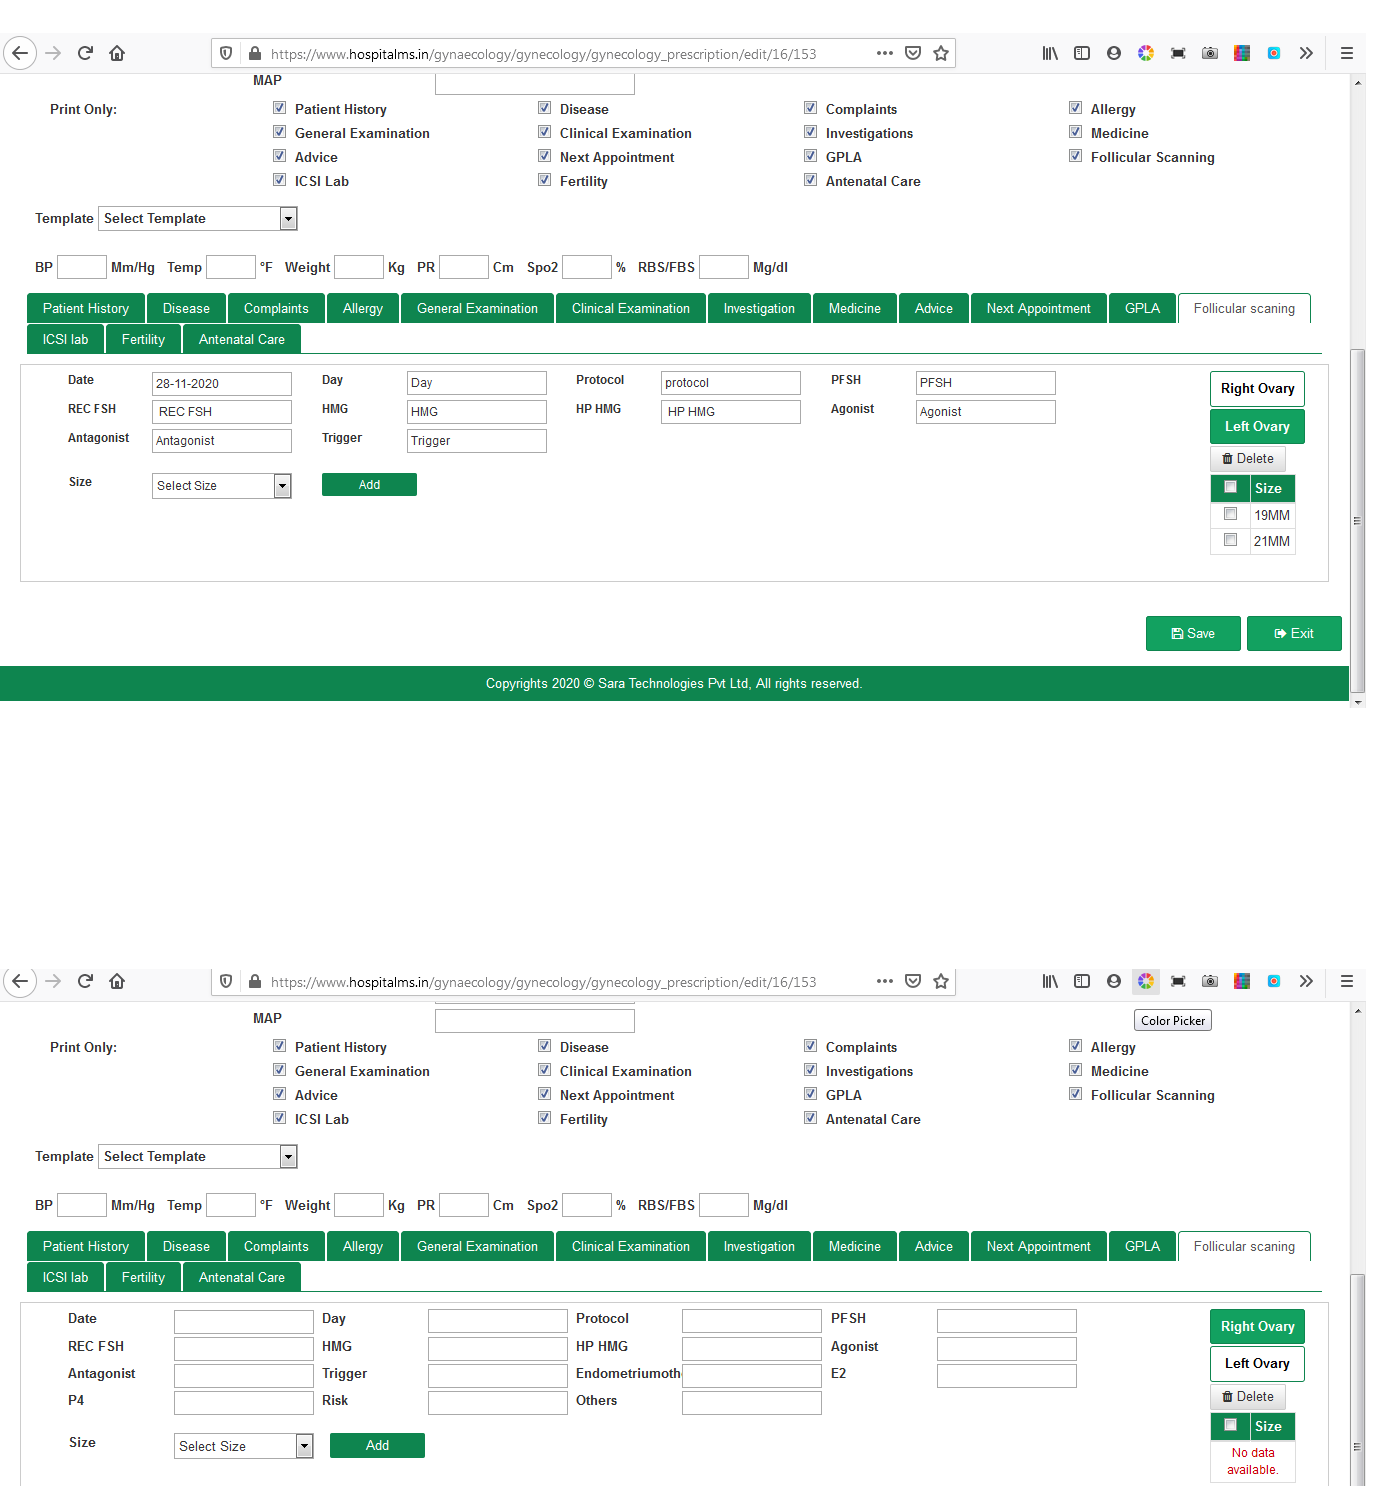 https://www.hospitalms.in/gynaecology/gynecology/gynecology_prescription/edit/16/153
MAP
Print Only: Patient History Disease Complaints Allergy
General Examination Clinical Examination Investigations Medicine
Advice Next Appointment GPLA Follicular Scanning
ICSI Lab Fertility Antenatal Care
Template Select Template
BP Mm/Hg Temp °F Weight Kg PR Cm Spo2 % RBS/FBS Mg/dl
Patient History Disease Complaints Allergy General Examination Clinical Examination Investigation Medicine Advice Next Appointment GPLA Follicular scaning
ICSI lab Fertility Antenatal Care
Date 28-11-2020 Day Day Protocol protocol PFSH PFSH Right Ovary
REC FSH REC FSH HMG HMG HP HMG HP HMG Agonist Agonist Left Ovary
Antagonist Antagonist Trigger Trigger
Delete
Size Select Size Add Size
19MM
21MM
Save Exit
Copyrights 2020 © Sara Technologies Pvt Ltd, All rights reserved.
https://www.hospitalms.in/gynaecology/gynecology/gynecology_prescription/edit/16/153
MAP Color Picker
Print Only: Patient History Disease Complaints Allergy
General Examination Clinical Examination Investigations Medicine
Advice Next Appointment GPLA Follicular Scanning
ICSI Lab Fertility Antenatal Care
Template Select Template
BP Mm/Hg Temp °F Weight Kg PR Cm Spo2 % RBS/FBS Mg/dl
Patient History Disease Complaints Allergy General Examination Clinical Examination Investigation Medicine Advice Next Appointment GPLA Follicular scaning
ICSI lab Fertility Antenatal Care
Date Day Protocol PFSH Right Ovary
REC FSH HMG HP HMG Agonist
Antagonist Trigger Endometriumoth E2 Left Ovary
P4 Risk Others Delete
Size Select Size Add Size
No data
available.